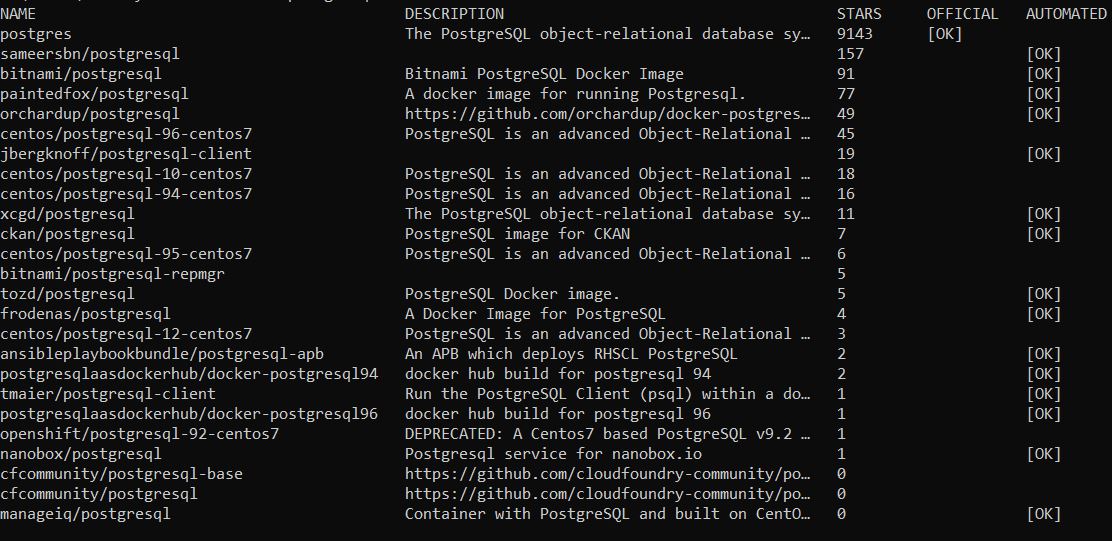 NAME DESCRIPTION STARS OFFICIAL AUTOMATED
postgres The PostgreSQL object-relational database sy… 9143 [OK]
sameersbn/postgresql 157 [OK]
bitnami/postgresql Bitnami PostgreSQL Docker Image 91 [OK]
paintedfox/postgresql A docker image for running Postgresql. 77 [OK]
orchardup/postgresql https://github.com/orchardup/docker-postgres… 49 [OK]
centos/postgresql-96-centos7 PostgreSQL is an advanced Object-Relational … 45
jbergknoff/postgresql-client 19 [OK]
centos/postgresql-10-centos7 PostgreSQL is an advanced Object-Relational … 18
centos/postgresql-94-centos7 PostgreSQL is an advanced Object-Relational … 16
xcgd/postgresql The PostgreSQL object-relational database sy… 11 [OK]
ckan/postgresql PostgreSQL image for CKAN 7 [OK]
centos/postgresql-95-centos7 PostgreSQL is an advanced Object-Relational … 6
bitnami/postgresql-repmgr 5
tozd/postgresql PostgreSQL Docker image. 5 [OK]
frodenas/postgresql A Docker Image for PostgreSQL 4 [OK]
centos/postgresql-12-centos7 PostgreSQL is an advanced Object-Relational … 3
ansibleplaybookbundle/postgresql-apb An APB which deploys RHSCL PostgreSQL 2 [OK]
postgresqlaasdockerhub/docker-postgresql94 docker hub build for postgresql 94 2 [OK]
tmaier/postgresql-client Run the PostgreSQL Client (psql) within a do… 1 [OK]
postgresqlaasdockerhub/docker-postgresql96 docker hub build for postgresql 96 1 [OK]
openshift/postgresql-92-centos7 DEPRECATED: A Centos7 based PostgreSQL v9.2 … 1
nanobox/postgresql Postgresql service for nanobox.io 1 [OK]
cfcommunity/postgresql-base https://github.com/cloudfoundry-community/po… 0
cfcommunity/postgresql https://github.com/cloudfoundry-community/po… 0
manageiq/postgresql Container with PostgreSQL and built on CentO… 0 [OK]